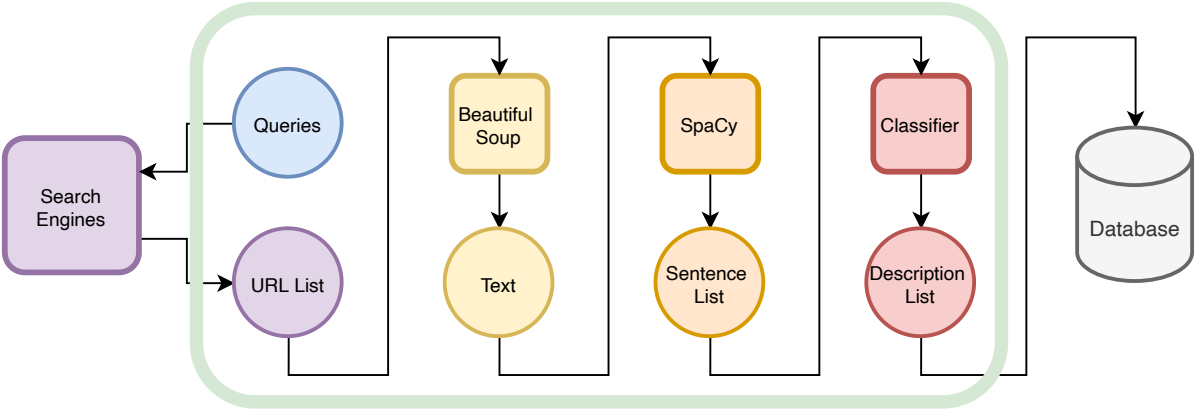 Search
Engines
Queries
URL List
Beautiful
Soup
Text
SpaCy
Sentence
List
Classifier
Description
List
Database